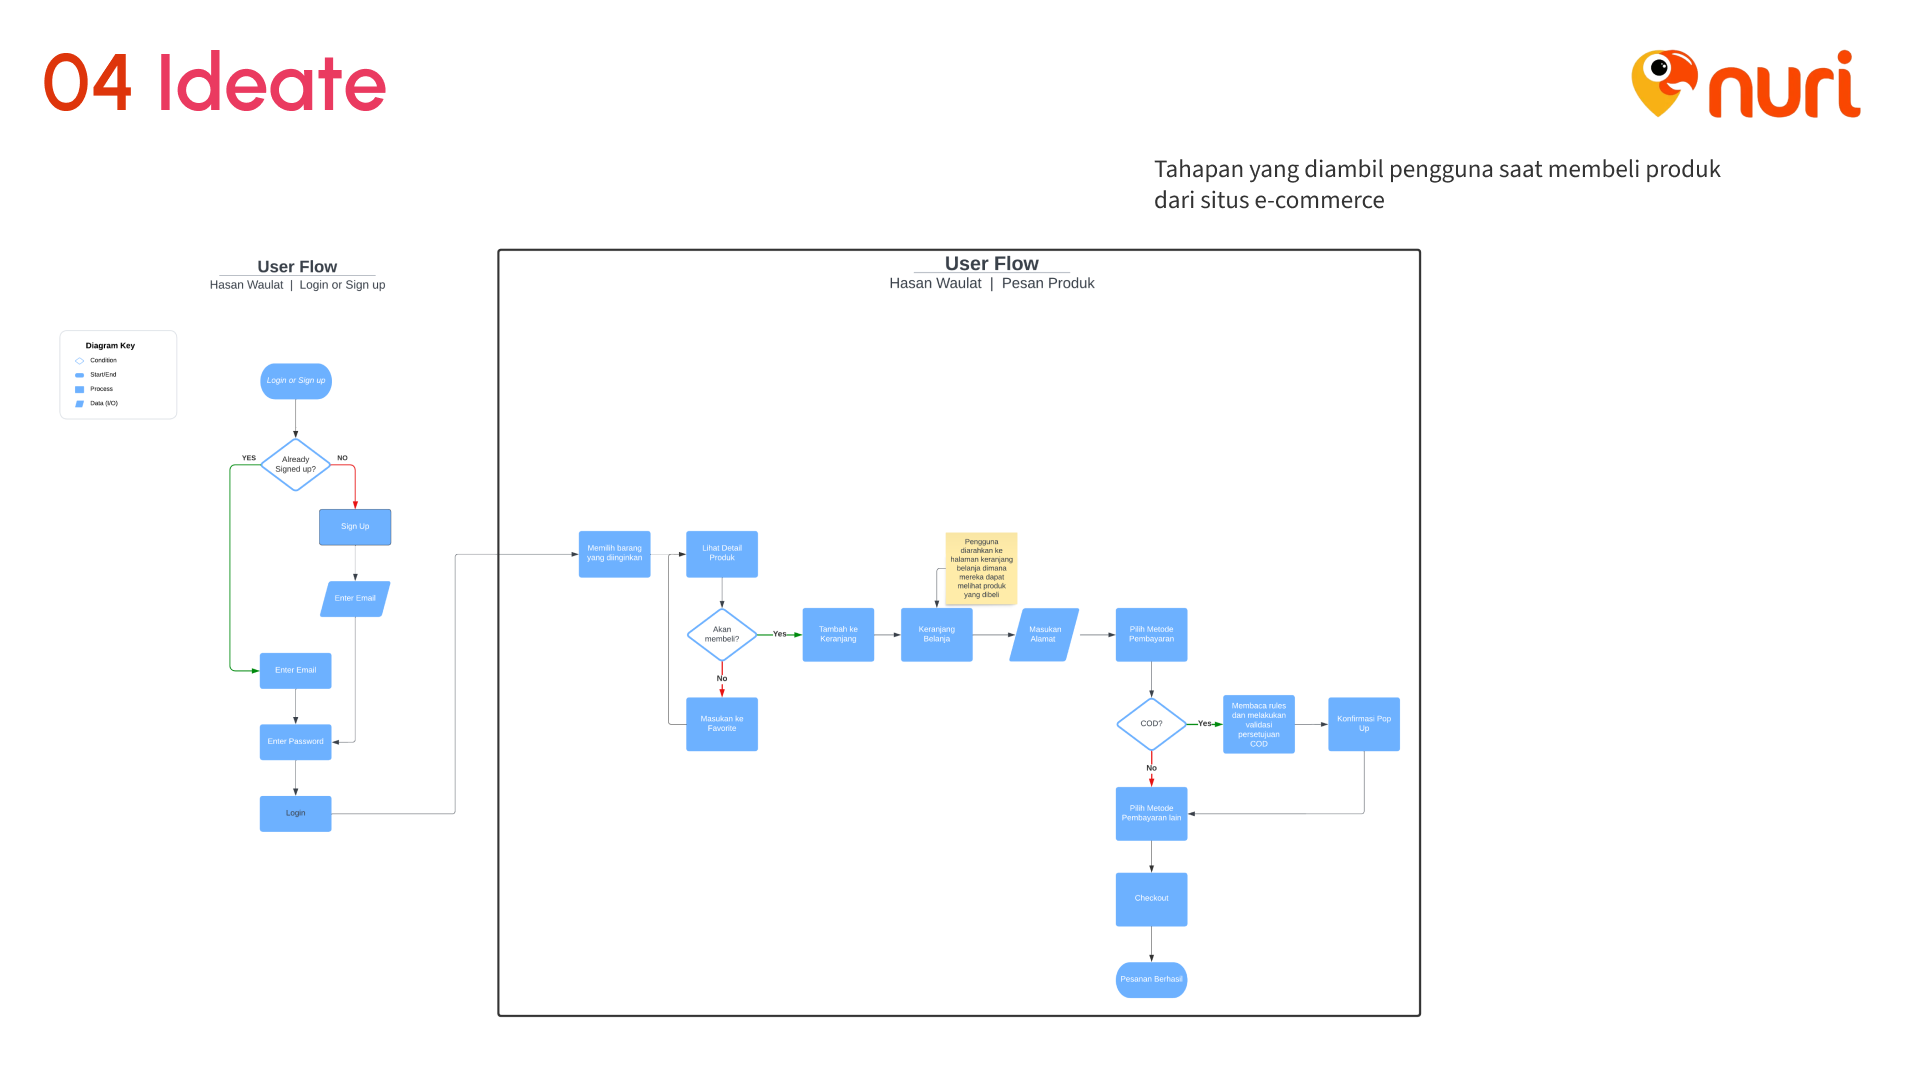 04 Ideate
nuri
Tahapan yang diambil pengguna saat membeli produk
dari situs e-commerce
User Flow
Hasan Waulat | Login or Sign up
Diagram Key
Condition
Start/End
Process
Data (I/O)
Login or Sign up
Already
Signed up?
YES
NO
Sign Up
Enter Email
Enter Email
Enter Password
Login
User Flow
Hasan Waulat | Pesan Produk
Memilih barang
yang diinginkan
Lihat Detail
Produk
Akan
membeli?
Yes
No
Masukan ke
Favorite
Tambah ke
Keranjang
Pengguna
diarahkan ke
halaman keranjang
belanja dimana
mereka dapat
melihat produk
yang dibeli
Keranjang
Belanja
Masukan
Alamat
Pilih Metode
Pembayaran
COD?
Yes
No
Membaca rules
dan melakukan
validasi
persetujuan
COD
Konfirmasi Pop
Up
Pilih Metode
Pembayaran lain
Checkout
Pesanan Berhasil